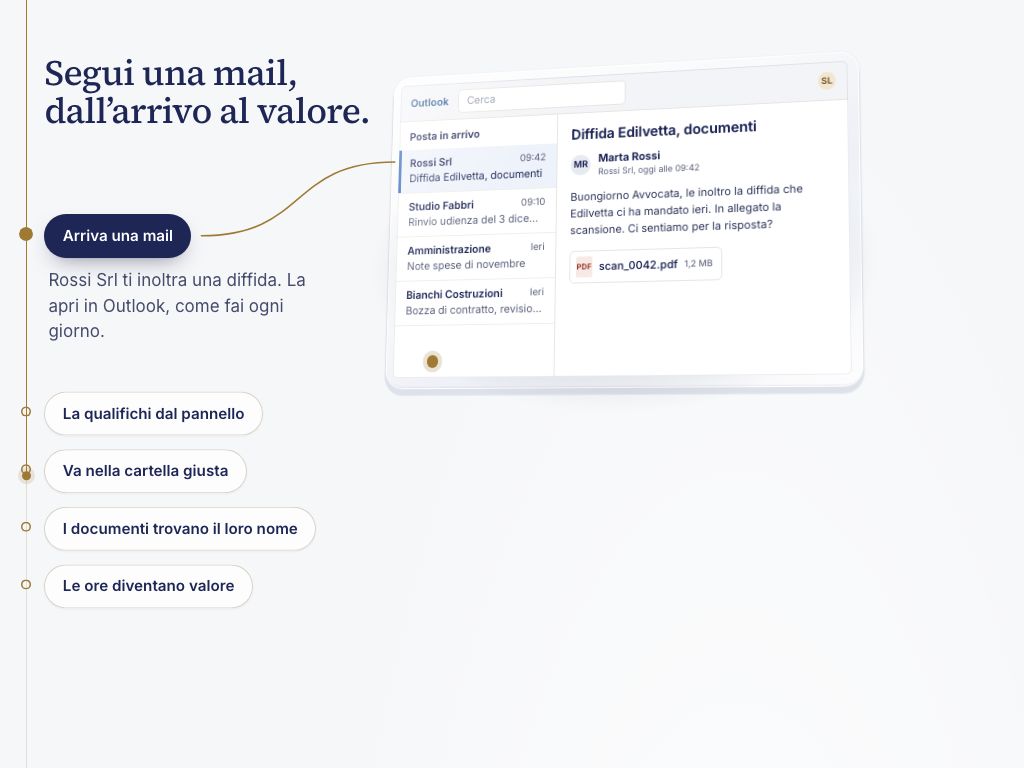 Segui una mail,
dall’arrivo al valore.
Arriva una mail
Rossi Srl ti inoltra una diffida. La
apri in Outlook, come fai ogni
giorno.
La qualifichi dal pannello
Va nella cartella giusta
I documenti trovano il loro nome
Le ore diventano valore
Outlook
Cerca
SL
Posta in arrivo
Rossi Srl 09:42
Diffida Edilvetta, documenti
Studio Fabbri 09:10
Rinvio udienza del 3 dice...
Amministrazione Ieri
Note spese di novembre
Bianchi Costruzioni Ieri
Bozza di contratto, revisio...
Diffida Edilvetta, documenti
MR
Marta Rossi
Rossi Srl, oggi alle 09:42
Buongiorno Avvocata, le inoltro la diffida che
Edilvetta ci ha mandato ieri. In allegato la
scansione. Ci sentiamo per la risposta?
PDF scan_0042.pdf 1,2 MB